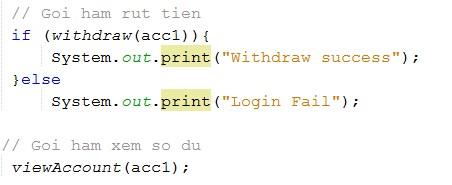 // Goi ham rut tien
if (withdraw(acc1)){
System.out.print("Withdraw success");
}else
System.out.print("Login Fail");
// Goi ham xem so du
viewAccount(acc1);